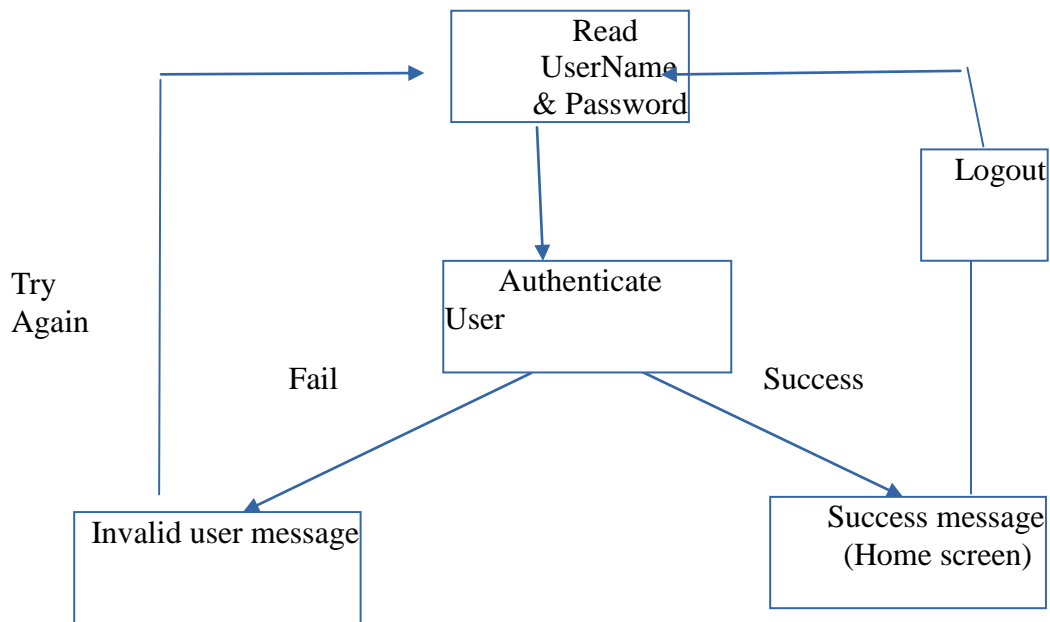 Read
UserName
& Password
Logout
Authenticate
User
Try
Again
Fail
Success
Invalid user message
Success message
(Home screen)